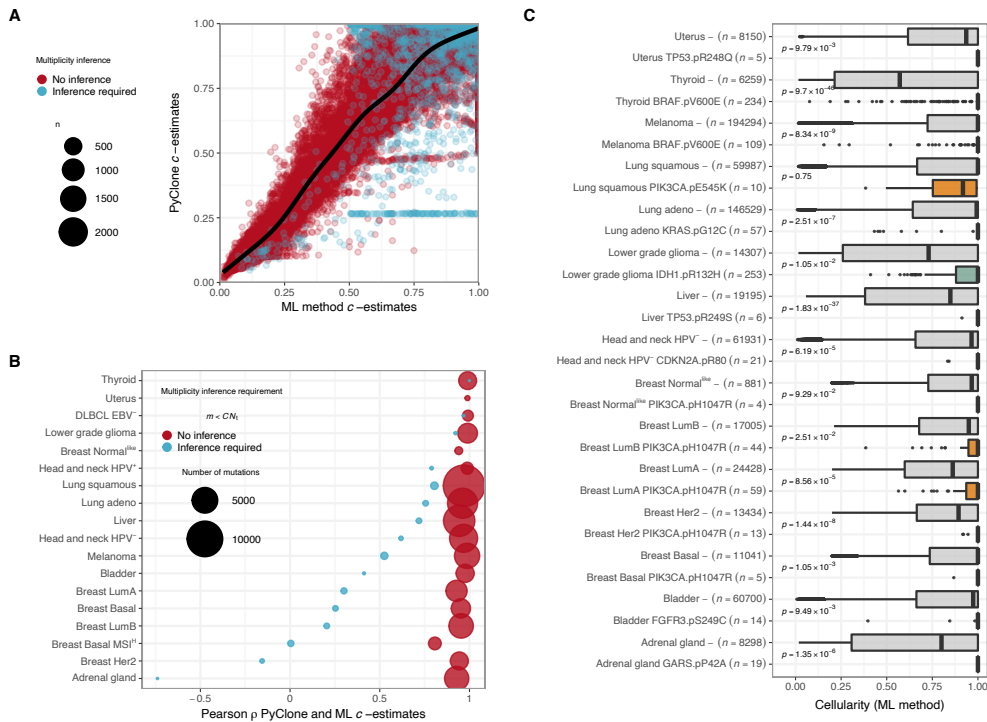 A
Multiplicity inference
No inference
Inference required
n
500
1000
1500
2000
PyClone c −estimates
1.00
0.75
0.50
0.25
0.00
0.00
0.25
0.50
0.75
1.00
ML method c −estimates
B
Thyroid
Uterus
DLBCL EBV⁻
Lower grade glioma
Breast Normal^like
Head and neck HPV⁺
Lung squamous
Lung adeno
Liver
Head and neck HPV⁻
Melanoma
Bladder
Breast LumA
Breast Basal
Breast LumB
Breast Basal MSI^H
Breast Her2
Adrenal gland
Multiplicity inference requirement
m < CN_t
No inference
Inference required
Number of mutations
5000
10000
−0.5
0
0.5
1
Pearson ρ PyClone and ML c −estimates
C
Uterus − (n = 8150)
p = 9.79 × 10⁻³
Uterus TP53.pR248Q (n = 5)
Thyroid − (n = 6259)
Thyroid BRAF.pV600E (n = 234)
Melanoma − (n = 194294)
p = 8.34 × 10⁻⁹
Melanoma BRAF.pV600E (n = 109)
Lung squamous − (n = 59987)
p = 0.75
Lung squamous PIK3CA.pE545K (n = 10)
Lung adeno − (n = 146529)
p = 2.51 × 10⁻⁷
Lung adeno KRAS.pG12C (n = 57)
Lower grade glioma − (n = 14307)
p = 1.05 × 10⁻²
Lower grade glioma IDH1.pR132H (n = 253)
Liver − (n = 19195)
p = 1.83 × 10⁻³⁷
Liver TP53.pR249S (n = 6)
Head and neck HPV⁻ − (n = 61931)
p = 6.19 × 10⁻⁵
Head and neck HPV⁻ CDKN2A.pR80 (n = 21)
Breast Normal^like − (n = 881)
p = 9.29 × 10⁻²
Breast Normal^like PIK3CA.pH1047R (n = 4)
Breast LumB − (n = 17005)
p = 2.51 × 10⁻²
Breast LumB PIK3CA.pH1047R (n = 44)
Breast LumA − (n = 24428)
p = 8.56 × 10⁻⁵
Breast LumA PIK3CA.pH1047R (n = 59)
Breast Her2 − (n = 13434)
p = 1.44 × 10⁻⁸
Breast Her2 PIK3CA.pH1047R (n = 13)
Breast Basal − (n = 11041)
p = 1.05 × 10⁻³
Breast Basal PIK3CA.pH1047R (n = 5)
Bladder − (n = 60700)
p = 9.49 × 10⁻³
Bladder FGFR3.pS249C (n = 14)
Adrenal gland − (n = 8298)
p = 1.35 × 10⁻⁶
Adrenal gland GARS.pP42A (n = 19)
0.00
0.25
0.50
0.75
1.00
Cellularity (ML method)